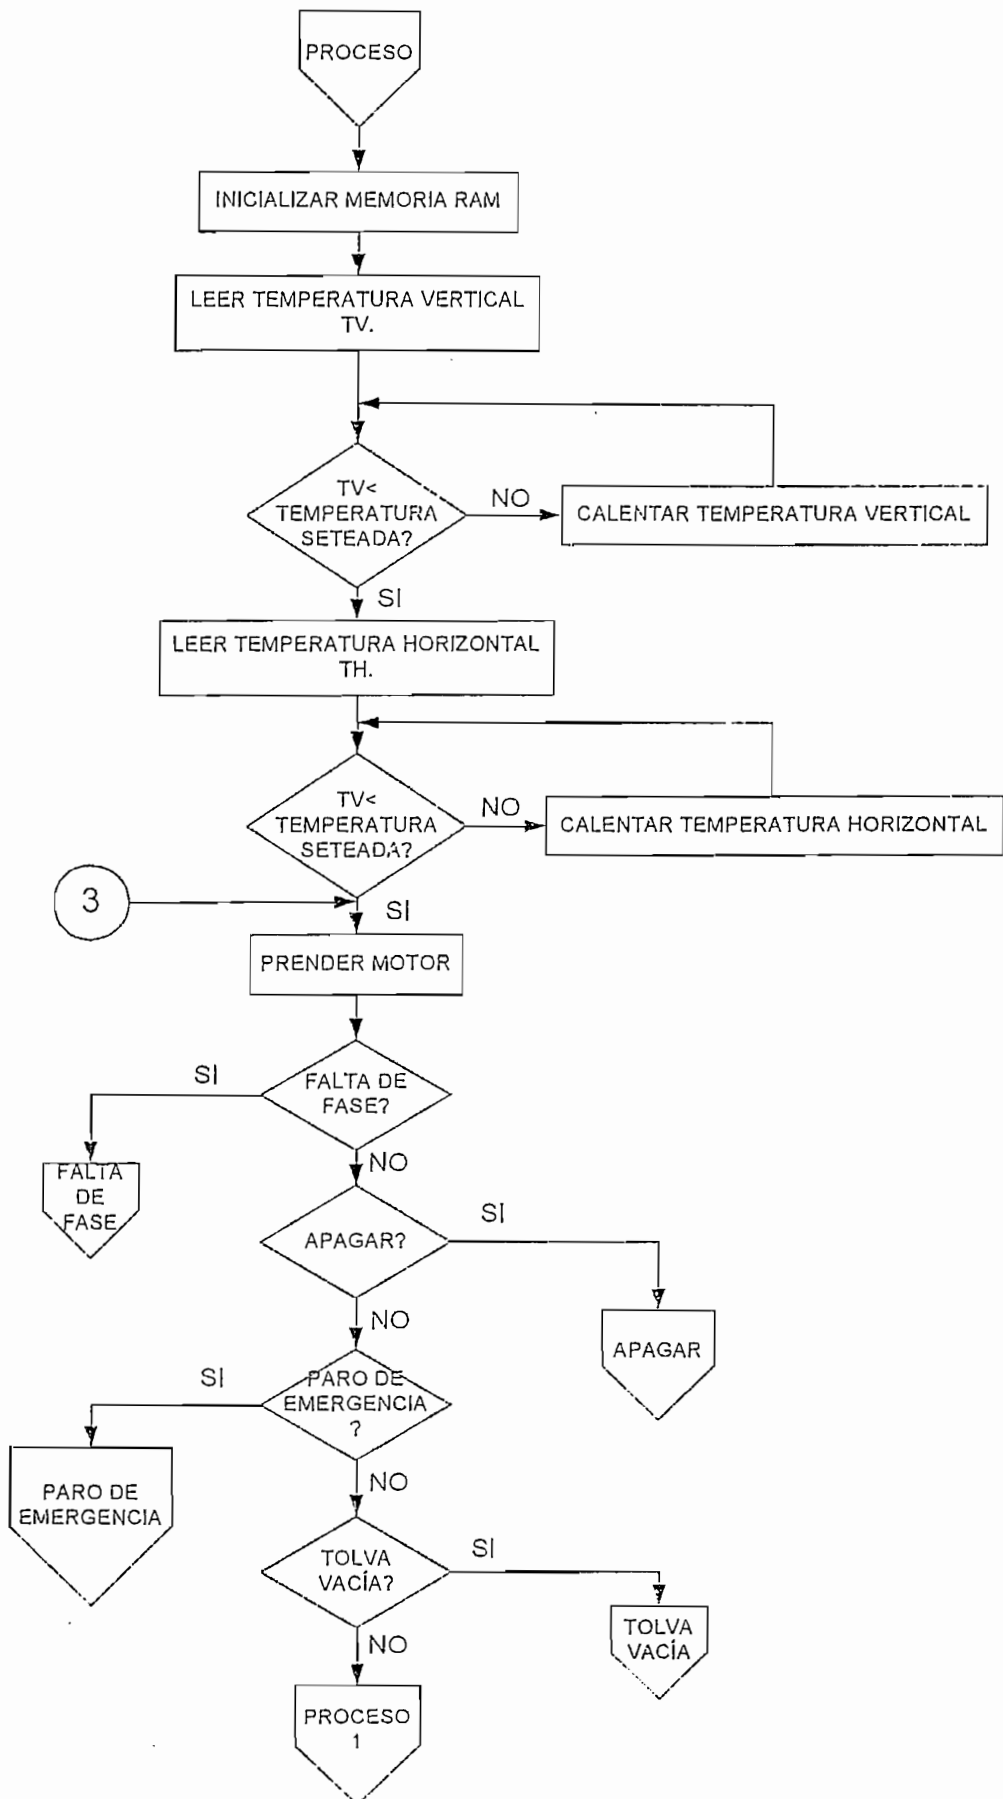 PROCESO
INICIALIZAR MEMORIA RAM
LEER TEMPERATURA VERTICAL
TV.
TV<
TEMPERATURA
SETEADA?
NO
CALENTAR TEMPERATURA VERTICAL
SI
LEER TEMPERATURA HORIZONTAL
TH.
TV<
TEMPERATURA
SETEADA?
NO
CALENTAR TEMPERATURA HORIZONTAL
3
SI
PRENDER MOTOR
FALTA DE
FASE?
SI
FALTA
DE
FASE
NO
APAGAR?
SI
APAGAR
NO
PARO DE
EMERGENCIA
?
SI
PARO DE
EMERGENCIA
NO
TOLVA
VACÍA?
SI
TOLVA
VACÍA
NO
PROCESO
1